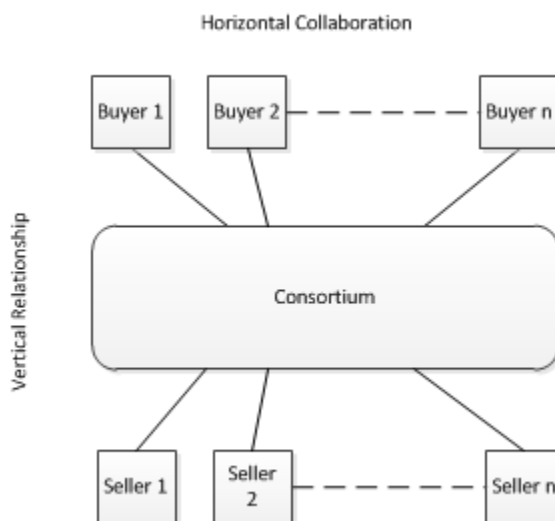 Horizontal Collaboration
Buyer 1
Buyer 2
Buyer n
Vertical Relationship
Consortium
Seller 1
Seller
2
Seller n